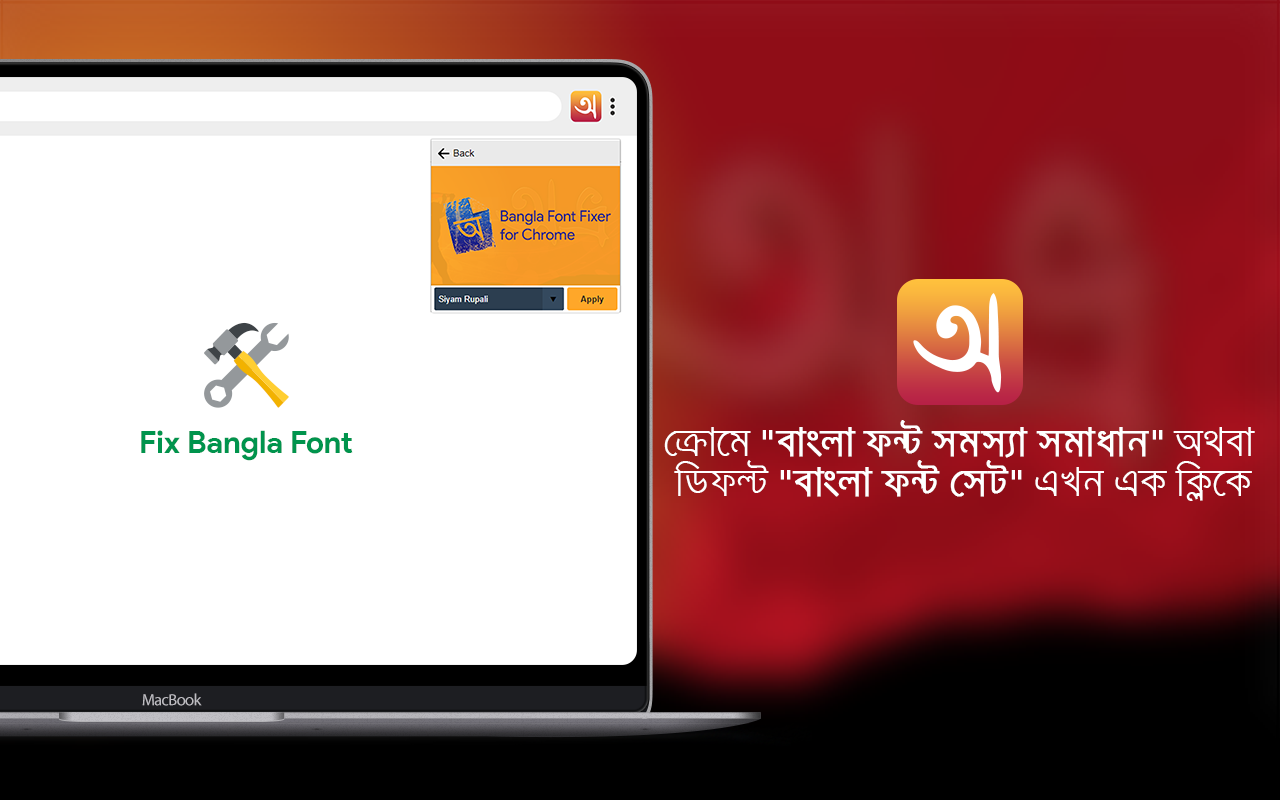 অ
Back
অ
Bangla Font Fixer
for Chrome
Siyam Rupali
Apply
Fix Bangla Font
MacBook
অ
ক্রোমে "বাংলা ফন্ট সমস্যা সমাধান" অথবা
ডিফল্ট "বাংলা ফন্ট সেট" এখন এক ক্লিকে